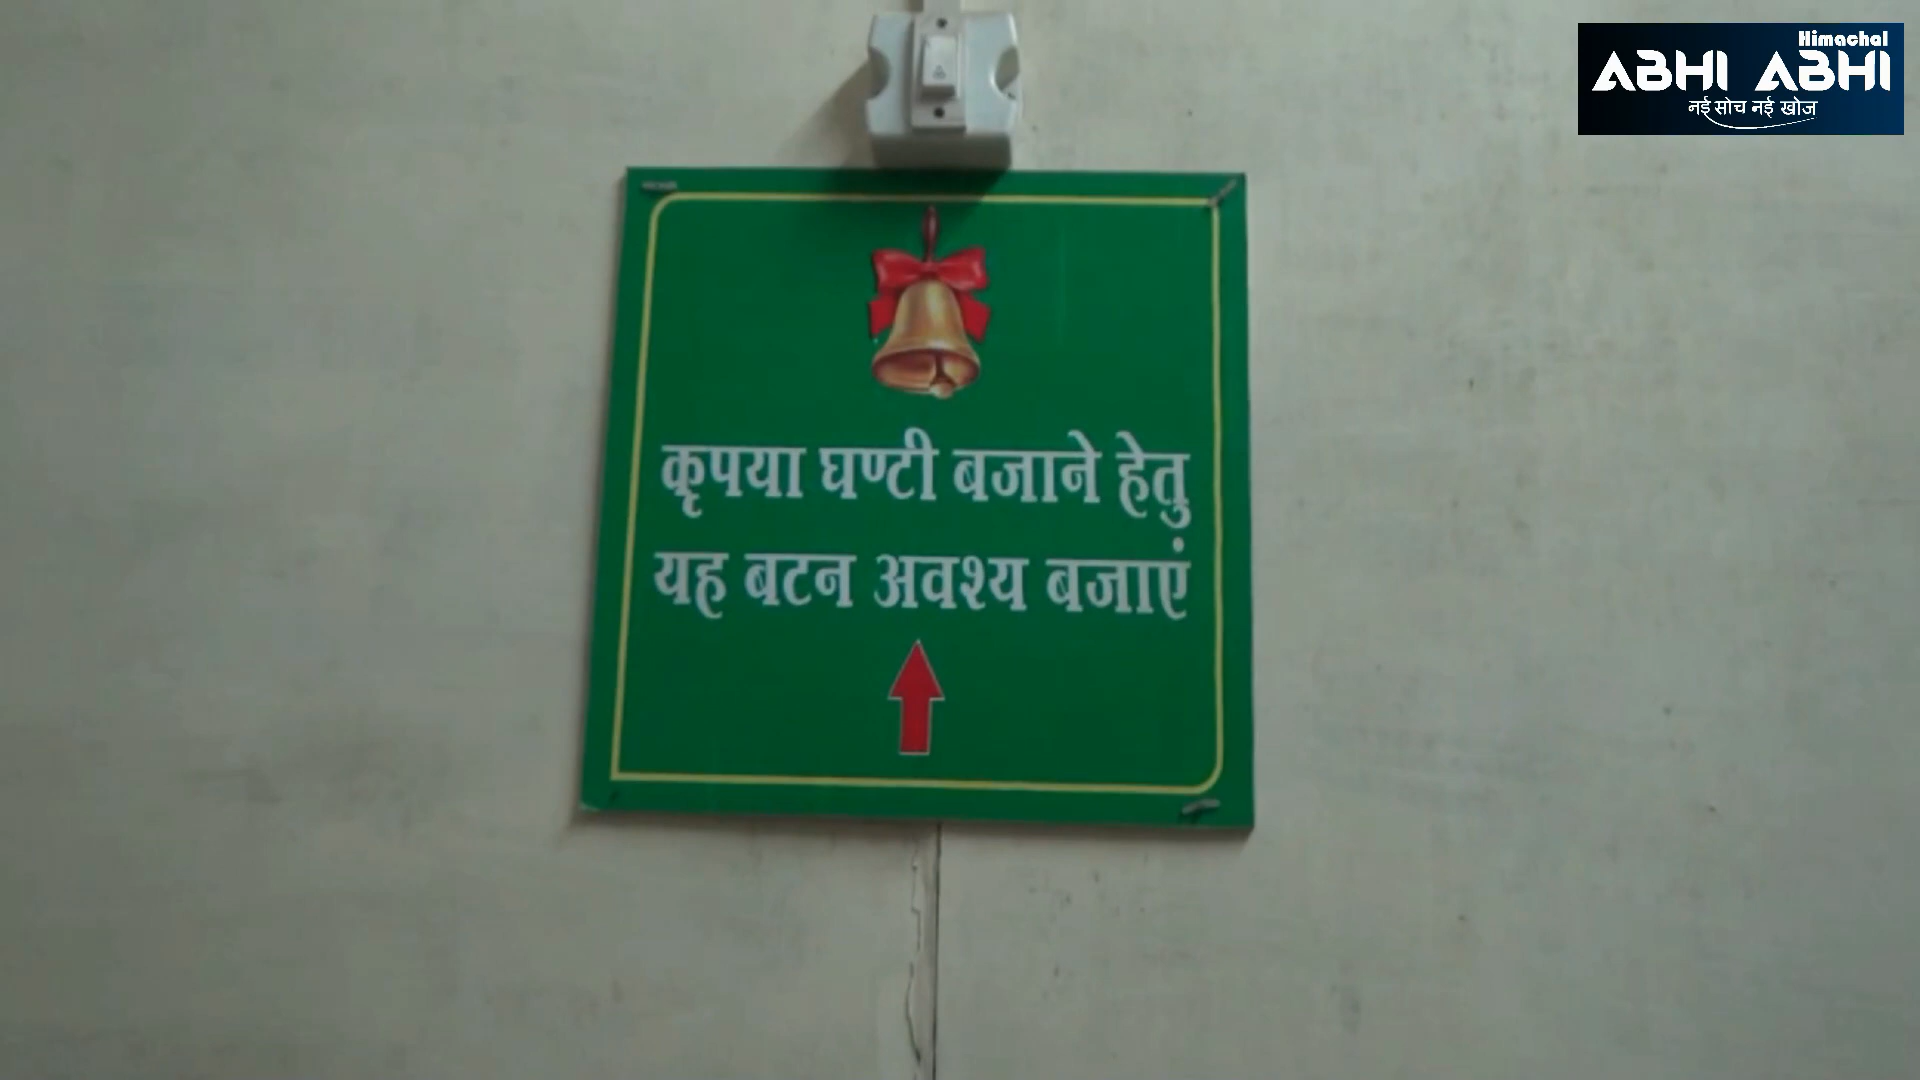 Himachal
ABHI ABHI
नई सोच नई खोज
कृपया घण्टी बजाने हेतु
यह बटन अवश्य बजाएं